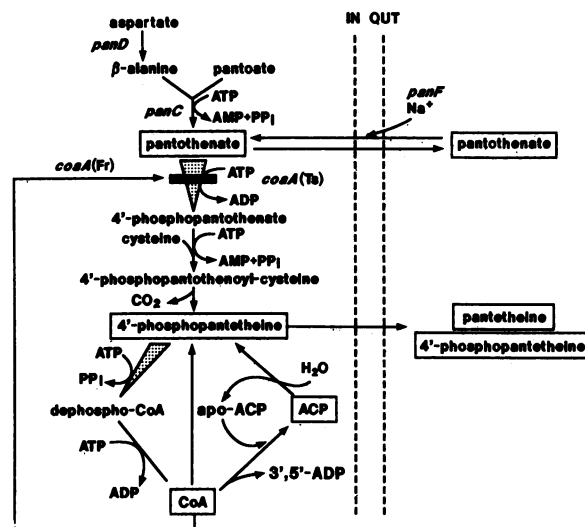 aspartate
IN OUT
panD
β-alanine pantoate
ATP
panC
AMP+PPi
panF
Na+
pantothenate
pantothenate
coaA(Fr)
ATP
coaA(Ts)
ADP
4'-phosphopantothenate
cysteine
ATP
AMP+PPi
4'-phosphopantothenoyl-cysteine
CO2
4'-phosphopantetheine
pantetheine
4'-phosphopantetheine
ATP
PPi
H2O
dephospho-CoA
apo-ACP
ACP
ATP
ADP
3',5'-ADP
CoA